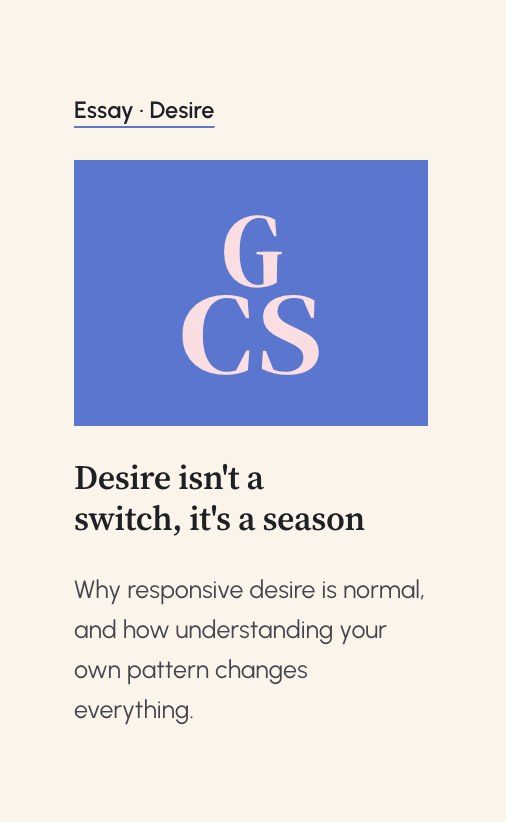 Essay · Desire
G
CS
Desire isn't a
switch, it's a season
Why responsive desire is normal,
and how understanding your
own pattern changes
everything.